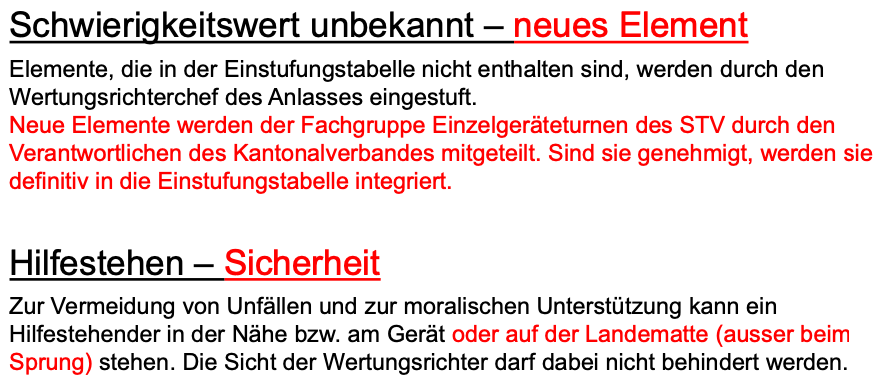 Schwierigkeitswert unbekannt – neues Element
Elemente, die in der Einstufungstabelle nicht enthalten sind, werden durch den
Wertungsrichterchef des Anlasses eingestuft.
Neue Elemente werden der Fachgruppe Einzelgeräteturnen des STV durch den
Verantwortlichen des Kantonalverbandes mitgeteilt. Sind sie genehmigt, werden sie
definitiv in die Einstufungstabelle integriert.
Hilfestehen – Sicherheit
Zur Vermeidung von Unfällen und zur moralischen Unterstützung kann ein
Hilfestehender in der Nähe bzw. am Gerät oder auf der Landematte (ausser beim
Sprung) stehen. Die Sicht der Wertungsrichter darf dabei nicht behindert werden.